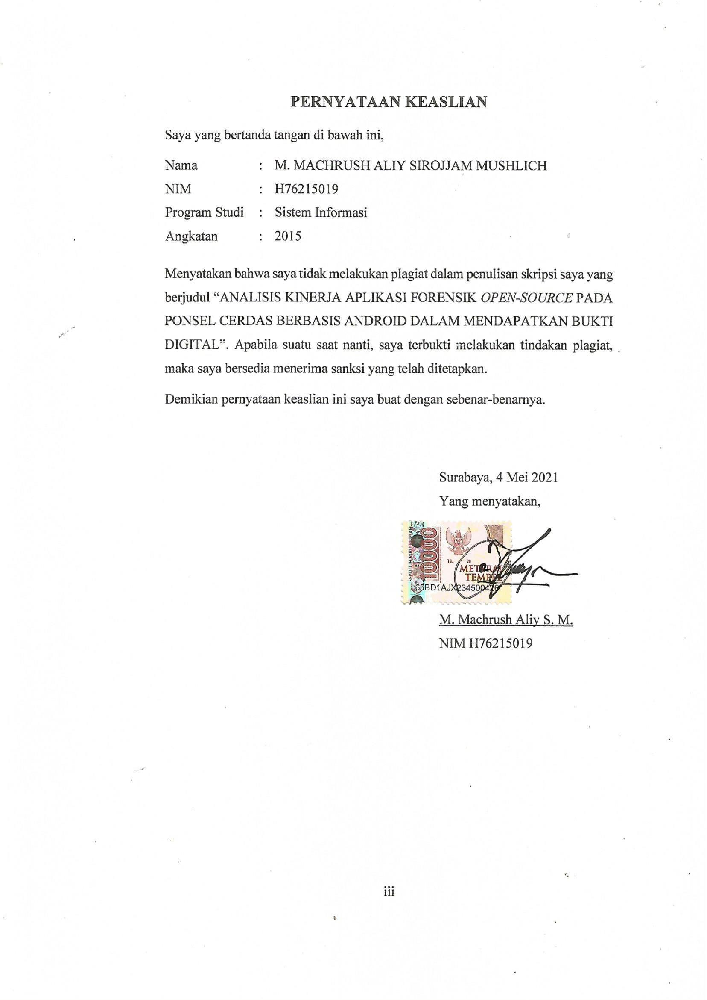 PERNYATAAN KEASLIAN
Saya yang bertanda tangan di bawah ini,
Nama : M. MACHRUSH ALIY SIROJJAM MUSHLICH
NIM : H76215019
Program Studi : Sistem Informasi
Angkatan : 2015
Menyatakan bahwa saya tidak melakukan plagiat dalam penulisan skripsi saya yang
berjudul “ANALISIS KINERJA APLIKASI FORENSIK OPEN-SOURCE PADA
PONSEL CERDAS BERBASIS ANDROID DALAM MENDAPATKAN BUKTI
DIGITAL”. Apabila suatu saat nanti, saya terbukti melakukan tindakan plagiat,
maka saya bersedia menerima sanksi yang telah ditetapkan.
Demikian pernyataan keaslian ini saya buat dengan sebenar-benarnya.
Surabaya, 4 Mei 2021
Yang menyatakan,
SEPULUH RIBU RUPIAH
10000
TGL 20
METERAI
TEMPEL
65BD1AJX234500426
M. Machrush Aliy S. M.
NIM H76215019
iii